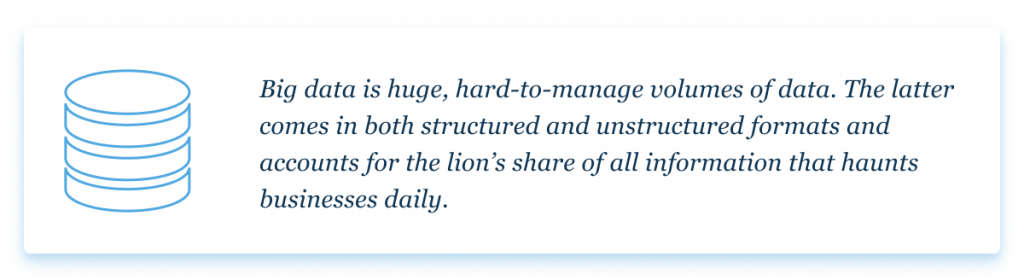 Big data is huge, hard-to-manage volumes of data. The latter
comes in both structured and unstructured formats and
accounts for the lion’s share of all information that haunts
businesses daily.